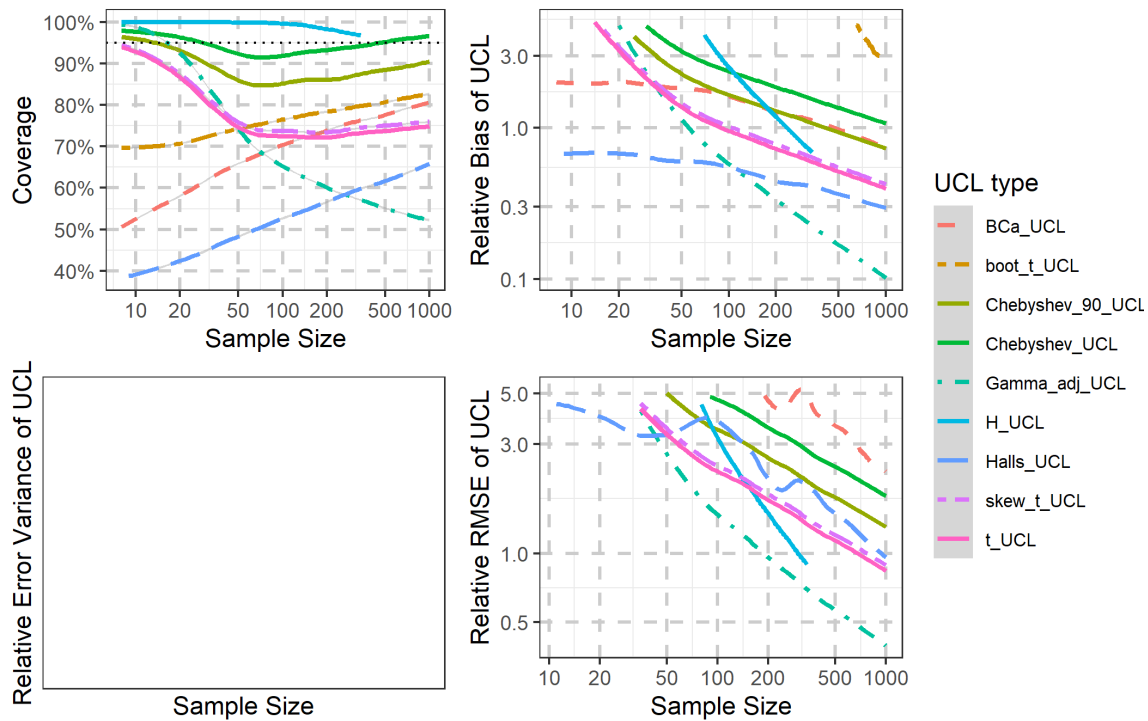 100%
90%
80%
70%
60%
50%
40%
Coverage
10 20 50 100 200 500 1000
Sample Size
3.0
1.0
0.3
0.1
Relative Bias of UCL
10 20 50 100 200 500 1000
Sample Size
Relative Error Variance of UCL
Sample Size
5.0
3.0
1.0
0.5
Relative RMSE of UCL
10 20 50 100 200 500 1000
Sample Size
UCL type
BCa_UCL
boot_t_UCL
Chebyshev_90_UCL
Chebyshev_UCL
Gamma_adj_UCL
H_UCL
Halls_UCL
skew_t_UCL
t_UCL